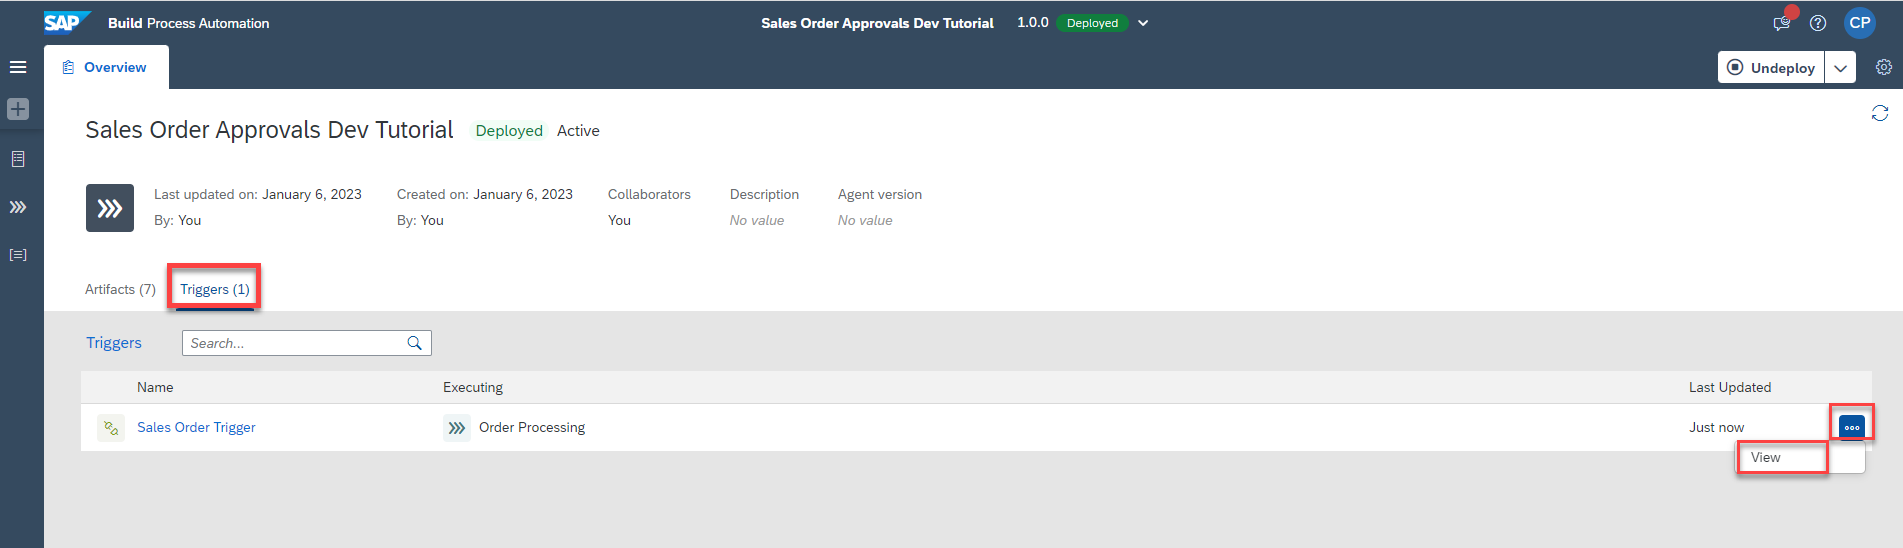 SAP Build Process Automation Sales Order Approvals Dev Tutorial 1.0.0 Deployed CP
Overview Undeploy
Sales Order Approvals Dev Tutorial Deployed Active
Last updated on: January 6, 2023 Created on: January 6, 2023 Collaborators Description Agent version
By: You By: You You No value No value
Artifacts (7) Triggers (1)
Triggers Search...
Name Executing Last Updated
Sales Order Trigger Order Processing Just now
View